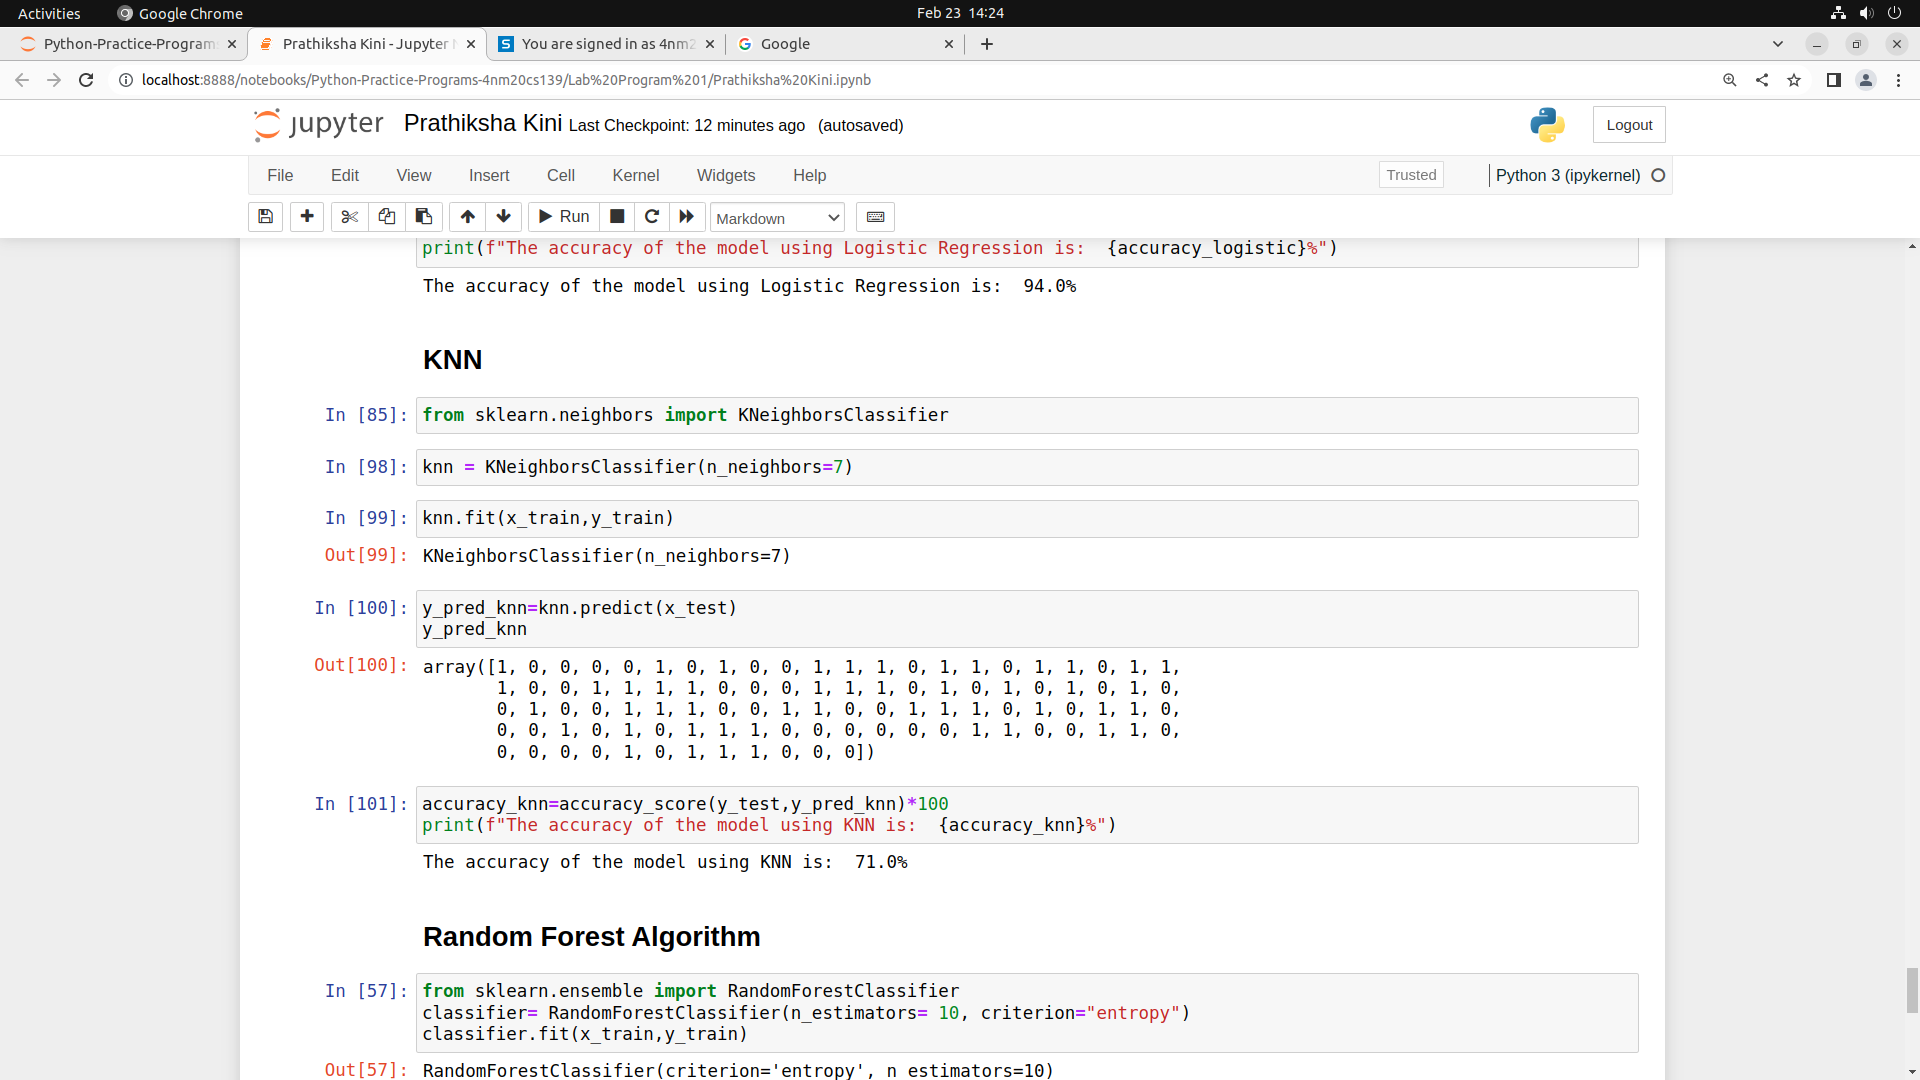 Activities
Google Chrome
Feb 23  14:24
Python-Practice-Program
Prathiksha Kini - Jupyter N
You are signed in as 4nm2
Google
localhost:8888/notebooks/Python-Practice-Programs-4nm20cs139/Lab%20Program%201/Prathiksha%20Kini.ipynb
jupyter Prathiksha Kini Last Checkpoint: 12 minutes ago (autosaved)
Logout
File Edit View Insert Cell Kernel Widgets Help
Trusted
Python 3 (ipykernel)
Run
Markdown
print(f"The accuracy of the model using Logistic Regression is:  {accuracy_logistic}%")
The accuracy of the model using Logistic Regression is:  94.0%
KNN
In [85]: from sklearn.neighbors import KNeighborsClassifier
In [98]: knn = KNeighborsClassifier(n_neighbors=7)
In [99]: knn.fit(x_train,y_train)
Out[99]: KNeighborsClassifier(n_neighbors=7)
In [100]: y_pred_knn=knn.predict(x_test)
y_pred_knn
Out[100]: array([1, 0, 0, 0, 0, 1, 0, 1, 0, 0, 1, 1, 1, 0, 1, 1, 0, 1, 1, 0, 1, 1,
1, 0, 0, 1, 1, 1, 1, 0, 0, 0, 1, 1, 1, 0, 1, 0, 1, 0, 1, 0, 1, 0,
0, 1, 0, 0, 1, 1, 1, 0, 0, 1, 1, 0, 0, 1, 1, 1, 0, 1, 0, 1, 1, 0,
0, 0, 1, 0, 1, 0, 1, 1, 1, 0, 0, 0, 0, 0, 0, 1, 1, 0, 0, 1, 1, 0,
0, 0, 0, 0, 1, 0, 1, 1, 1, 0, 0, 0])
In [101]: accuracy_knn=accuracy_score(y_test,y_pred_knn)*100
print(f"The accuracy of the model using KNN is:  {accuracy_knn}%")
The accuracy of the model using KNN is:  71.0%
Random Forest Algorithm
In [57]: from sklearn.ensemble import RandomForestClassifier
classifier= RandomForestClassifier(n_estimators= 10, criterion="entropy")
classifier.fit(x_train,y_train)
Out[57]: RandomForestClassifier(criterion='entropy', n_estimators=10)